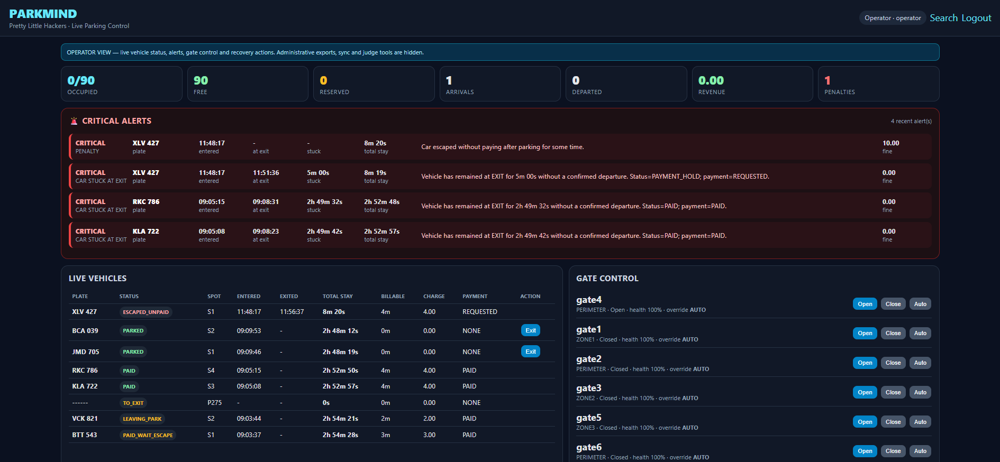 PARKMIND
Pretty Little Hackers · Live Parking Control
Operator · operator Search Logout
OPERATOR VIEW — live vehicle status, alerts, gate control and recovery actions. Administrative exports, sync and judge tools are hidden.
0/90 90 0 1 0 0.00 1
OCCUPIED FREE RESERVED ARRIVALS DEPARTED REVENUE PENALTIES
CRITICAL ALERTS 4 recent alert(s)
CRITICAL XLV 427 11:48:17 - - 8m 20s Car escaped without paying after parking for some time. 10.00
PENALTY plate entered at exit stuck total stay fine
CRITICAL XLV 427 11:48:17 11:51:36 5m 00s 8m 19s Vehicle has remained at EXIT for 5m 00s without a confirmed departure. Status=PAYMENT_HOLD; payment=REQUESTED. 0.00
CAR STUCK AT EXIT plate entered at exit stuck total stay fine
CRITICAL RKC 786 09:05:15 09:08:31 2h 49m 32s 2h 52m 48s Vehicle has remained at EXIT for 2h 49m 32s without a confirmed departure. Status=PAID; payment=PAID. 0.00
CAR STUCK AT EXIT plate entered at exit stuck total stay fine
CRITICAL KLA 722 09:05:08 09:08:23 2h 49m 42s 2h 52m 57s Vehicle has remained at EXIT for 2h 49m 42s without a confirmed departure. Status=PAID; payment=PAID. 0.00
CAR STUCK AT EXIT plate entered at exit stuck total stay fine
LIVE VEHICLES
PLATE STATUS SPOT ENTERED EXITED TOTAL STAY BILLABLE CHARGE PAYMENT ACTION
XLV 427 ESCAPED_UNPAID S1 11:48:17 11:56:37 8m 20s 4m 4.00 REQUESTED
BCA 039 PARKED S2 09:09:53 - 2h 48m 12s 0m 0.00 NONE Exit
JMD 705 PARKED S1 09:09:46 - 2h 48m 19s 0m 0.00 NONE Exit
RKC 786 PAID S4 09:05:15 - 2h 52m 50s 4m 4.00 PAID
KLA 722 PAID S3 09:05:08 - 2h 52m 57s 4m 4.00 PAID
------ TO_EXIT P275 - - 0s 0m 0.00 NONE
VCK 821 LEAVING_PARK S2 09:03:44 - 2h 54m 21s 2m 2.00 PAID
BTT 543 PAID_WAIT_ESCAPE S1 09:03:37 - 2h 54m 28s 3m 3.00 PAID
GATE CONTROL
gate4 Open Close Auto
PERIMETER · Open · health 100% · override AUTO
gate1 Open Close Auto
ZONE1 · Closed · health 100% · override AUTO
gate2 Open Close Auto
PERIMETER · Closed · health 100% · override AUTO
gate3 Open Close Auto
ZONE2 · Closed · health 100% · override AUTO
gate5 Open Close Auto
ZONE3 · Closed · health 100% · override AUTO
gate6 Open Close Auto
PERIMETER · Closed · health 100% · override AUTO